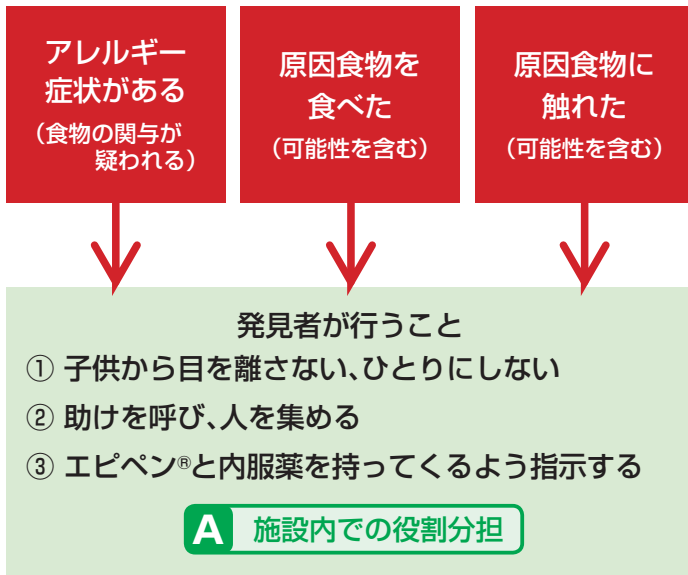 アレルギー
症状がある
（食物の関与が
疑われる）
原因食物を
食べた
（可能性を含む）
原因食物に
触れた
（可能性を含む）
発見者が行うこと
① 子供から目を離さない、ひとりにしない
② 助けを呼び、人を集める
③ エピペン®と内服薬を持ってくるよう指示する
A 施設内での役割分担